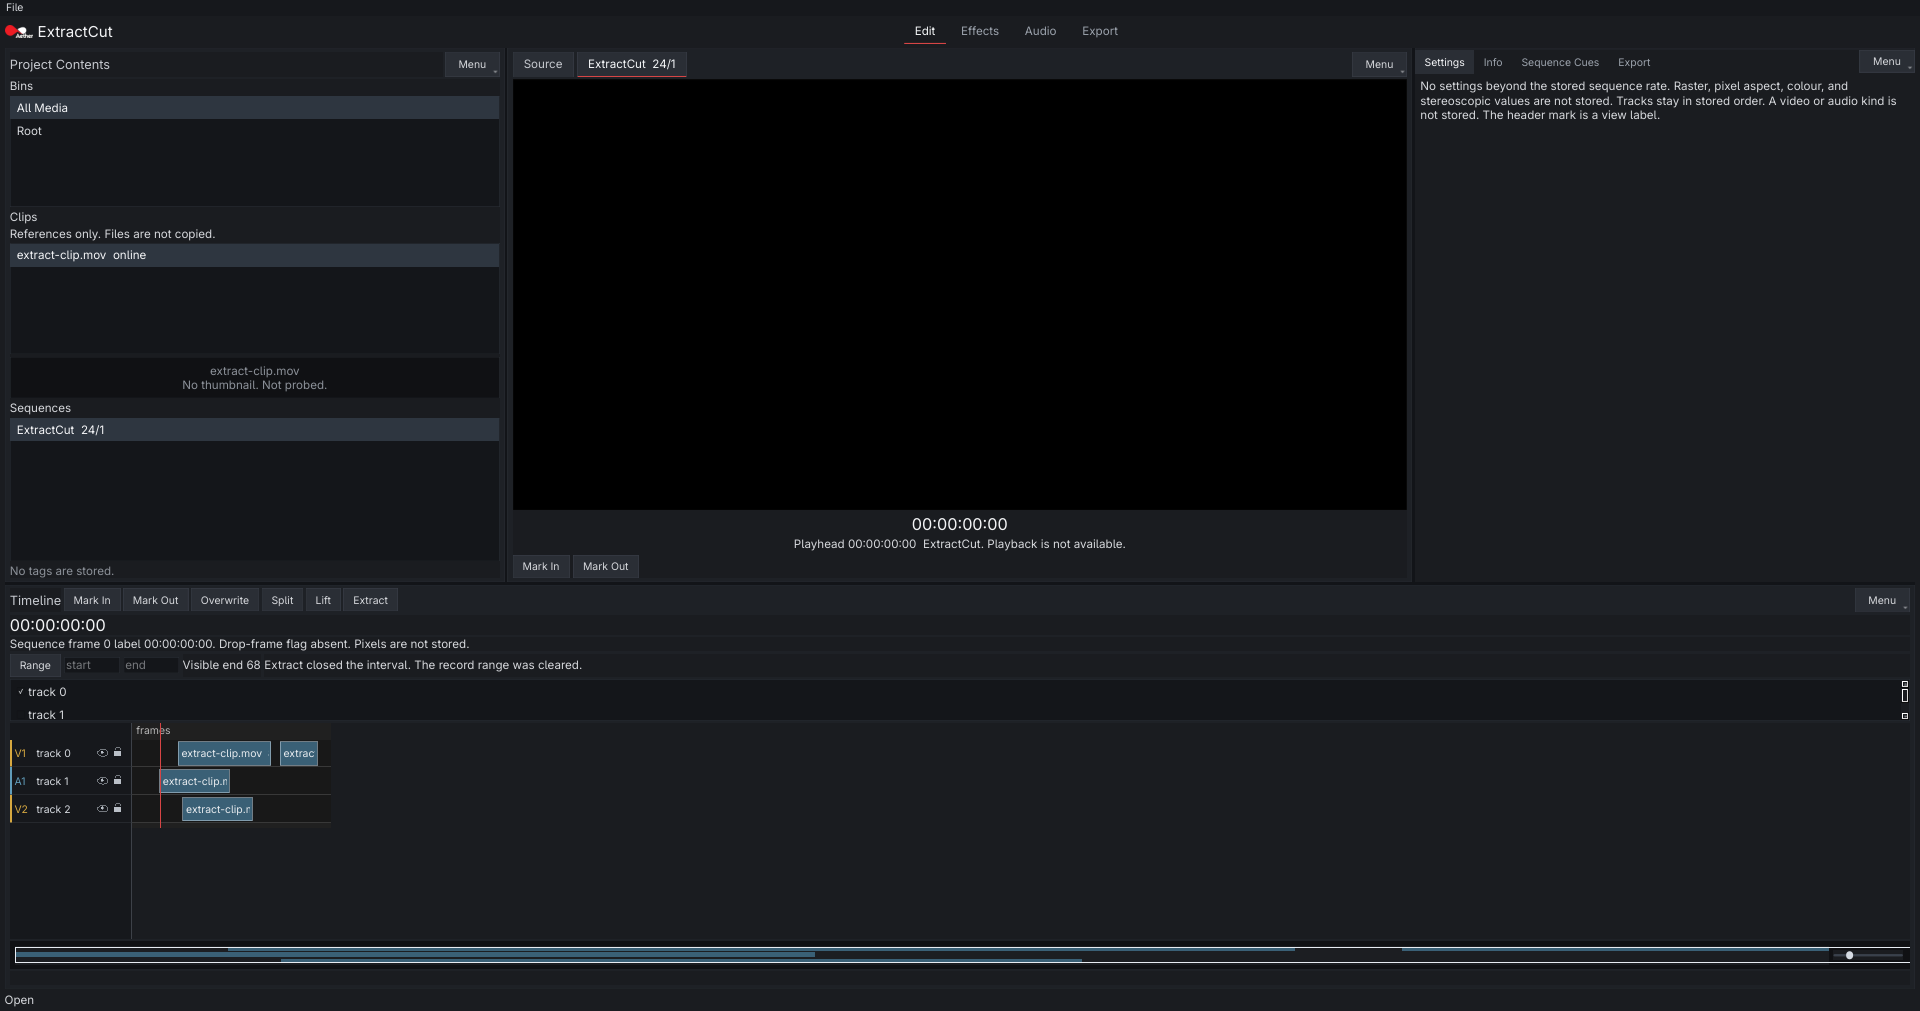 File
Aether ExtractCut
Edit Effects Audio Export
Project Contents Menu
Bins
All Media
Root
Clips
References only. Files are not copied.
extract-clip.mov online
extract-clip.mov
No thumbnail. Not probed.
Sequences
ExtractCut 24/1
No tags are stored.
Source ExtractCut 24/1 Menu
00:00:00:00
Playhead 00:00:00:00 ExtractCut. Playback is not available.
Mark In Mark Out
Settings Info Sequence Cues Export Menu
No settings beyond the stored sequence rate. Raster, pixel aspect, colour, and
stereoscopic values are not stored. Tracks stay in stored order. A video or audio kind is
not stored. The header mark is a view label.
Timeline Mark In Mark Out Overwrite Split Lift Extract Menu
00:00:00:00
Sequence frame 0 label 00:00:00:00. Drop-frame flag absent. Pixels are not stored.
Range start end Visible end 68 Extract closed the interval. The record range was cleared.
✓ track 0
track 1
frames
V1 track 0 extract-clip.mov extrac
A1 track 1 extract-clip.m
V2 track 2 extract-clip.m
Open